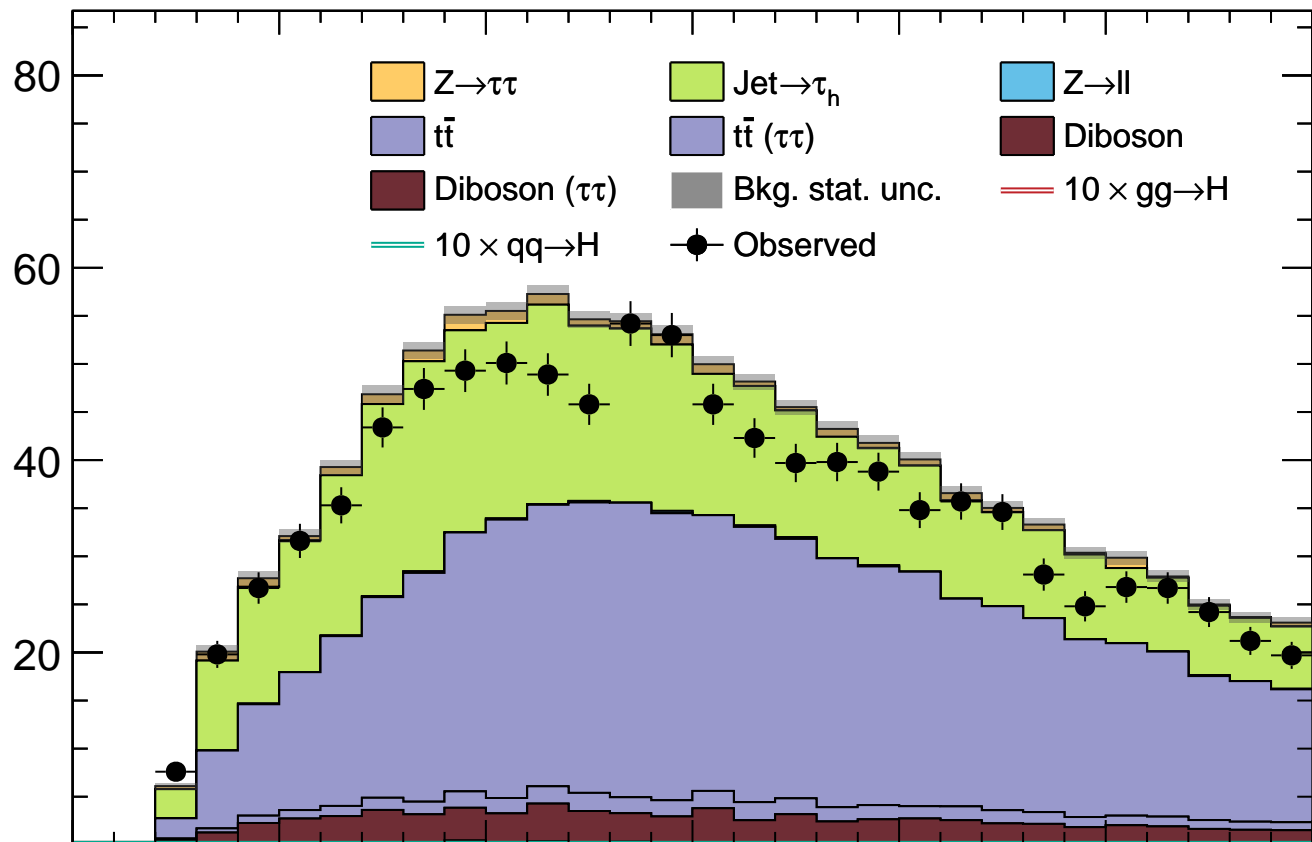 80
Z→ττ Jet→τh Z→ll
tt̄ tt̄ (ττ) Diboson
Diboson (ττ) Bkg. stat. unc. 10 × gg→H
10 × qq→H Observed
60
40
20